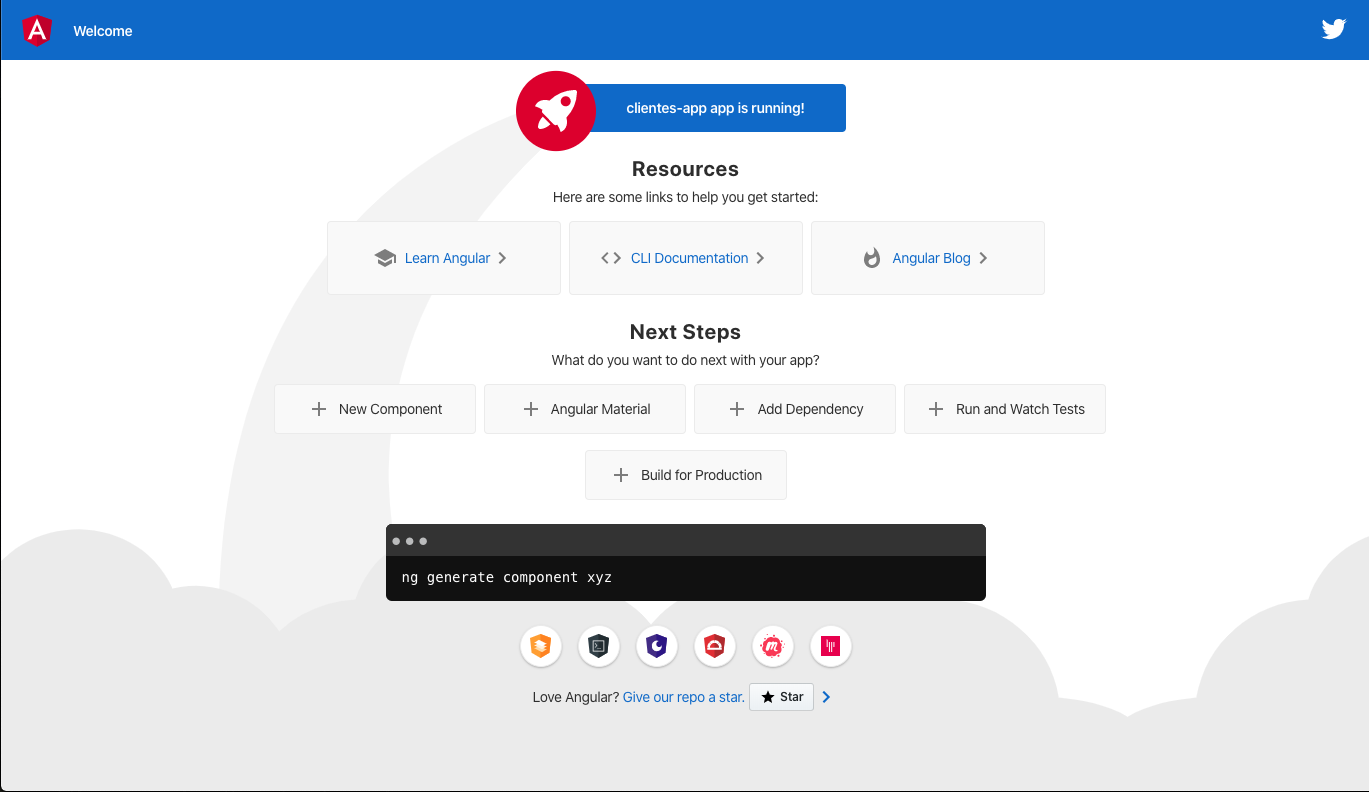 Welcome
clientes-app app is running!
Resources
Here are some links to help you get started:
Learn Angular
CLI Documentation
Angular Blog
Next Steps
What do you want to do next with your app?
New Component
Angular Material
Add Dependency
Run and Watch Tests
Build for Production
ng generate component xyz
Love Angular? Give our repo a star. Star